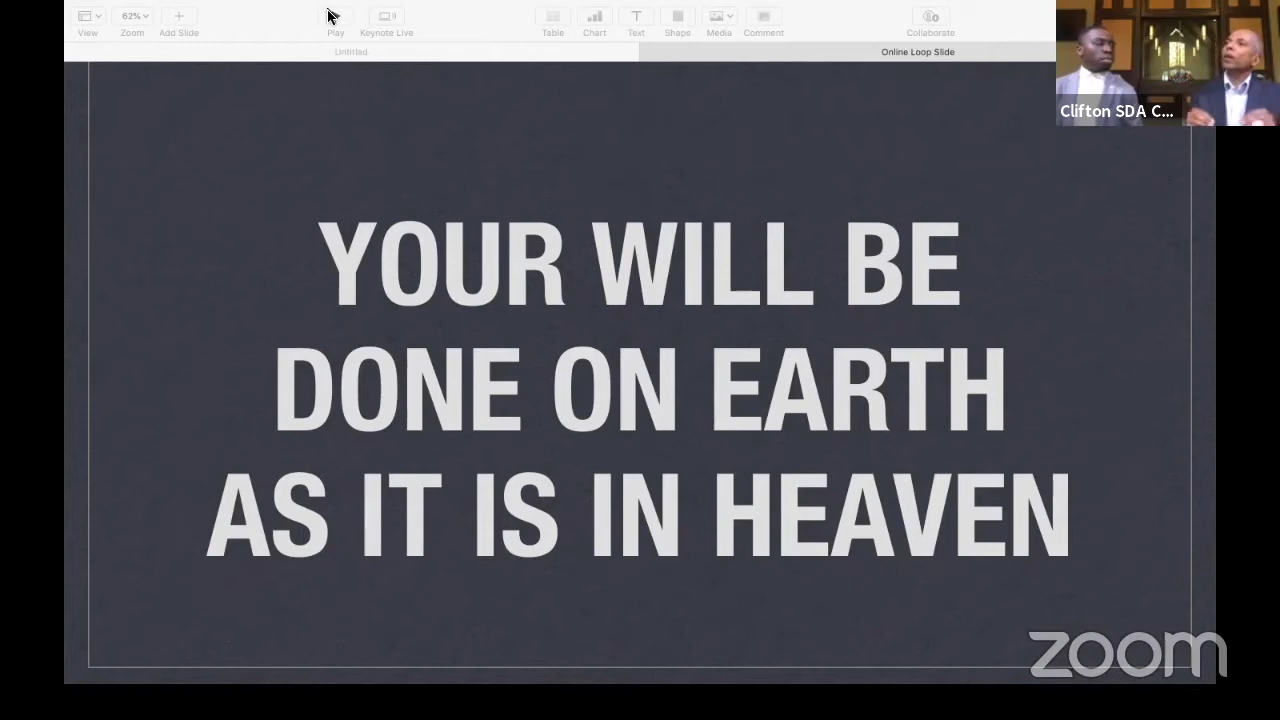 62%
View
Zoom
Add Slide
Play
Keynote Live
Table
Chart
Text
Shape
Media
Comment
Collaborate
Untitled
Online Loop Slide
Clifton SDA C...
YOUR WILL BE
DONE ON EARTH
AS IT IS IN HEAVEN
zoom